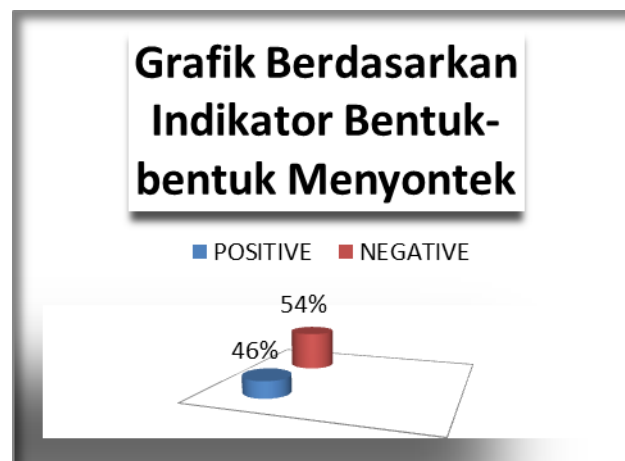 Grafik Berdasarkan
Indikator Bentuk-
bentuk Menyontek
POSITIVE NEGATIVE
54%
46%